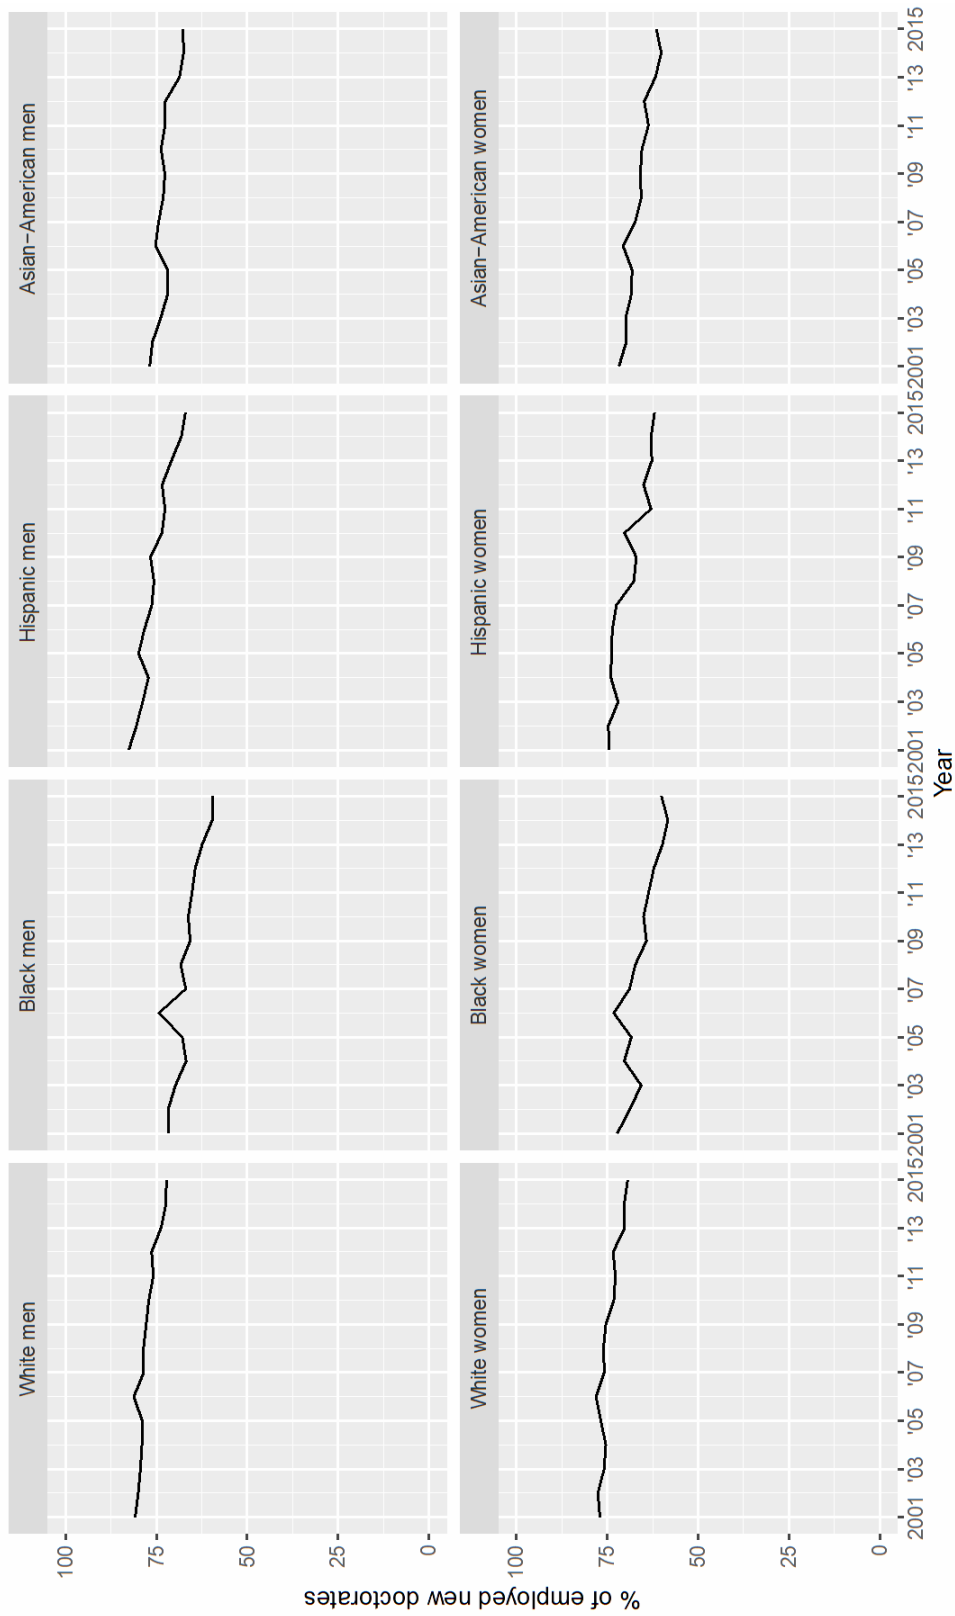 White men
Black men
Hispanic men
Asian−American men
100
75
50
25
0
White women
Black women
Hispanic women
Asian−American women
100
75
50
25
0
2001 '03 '05 '07 '09 '11 '13 2015
2001 '03 '05 '07 '09 '11 '13 2015
2001 '03 '05 '07 '09 '11 '13 2015
2001 '03 '05 '07 '09 '11 '13 2015
Year
% of employed new doctorates